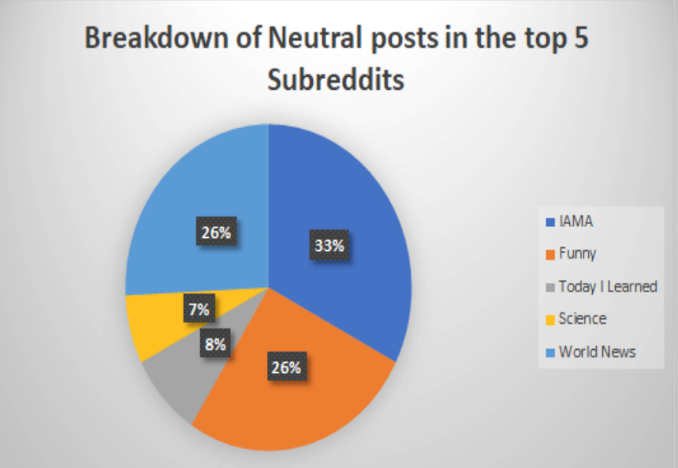 Breakdown of Neutral posts in the top 5
Subreddits
26%
33%
7%
8%
26%
IAMA
Funny
Today I Learned
Science
World News